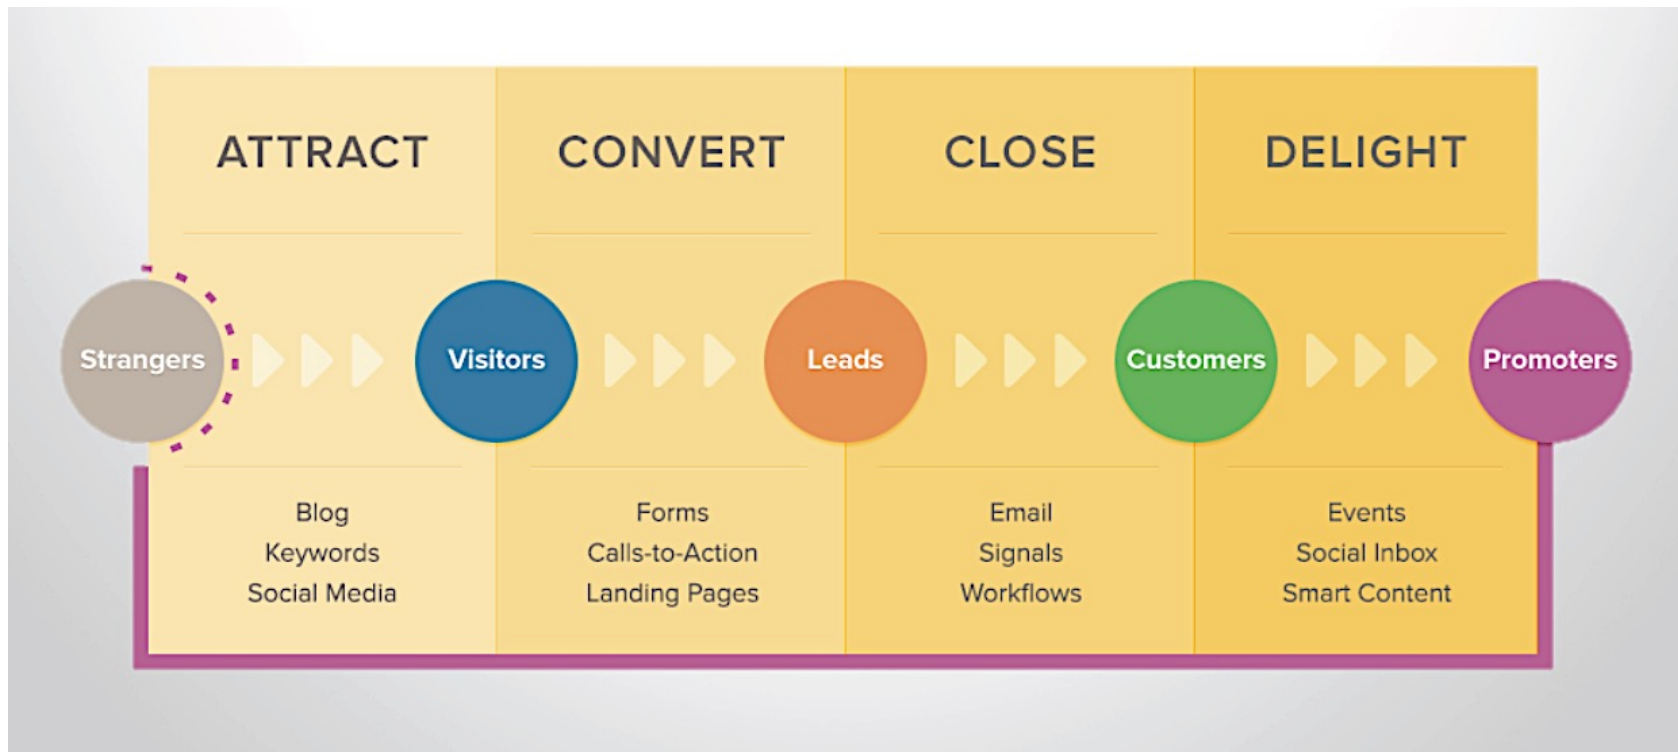 ATTRACT
CONVERT
CLOSE
DELIGHT
Strangers
Visitors
Leads
Customers
Promoters
Blog
Keywords
Social Media
Forms
Calls-to-Action
Landing Pages
Email
Signals
Workflows
Events
Social Inbox
Smart Content